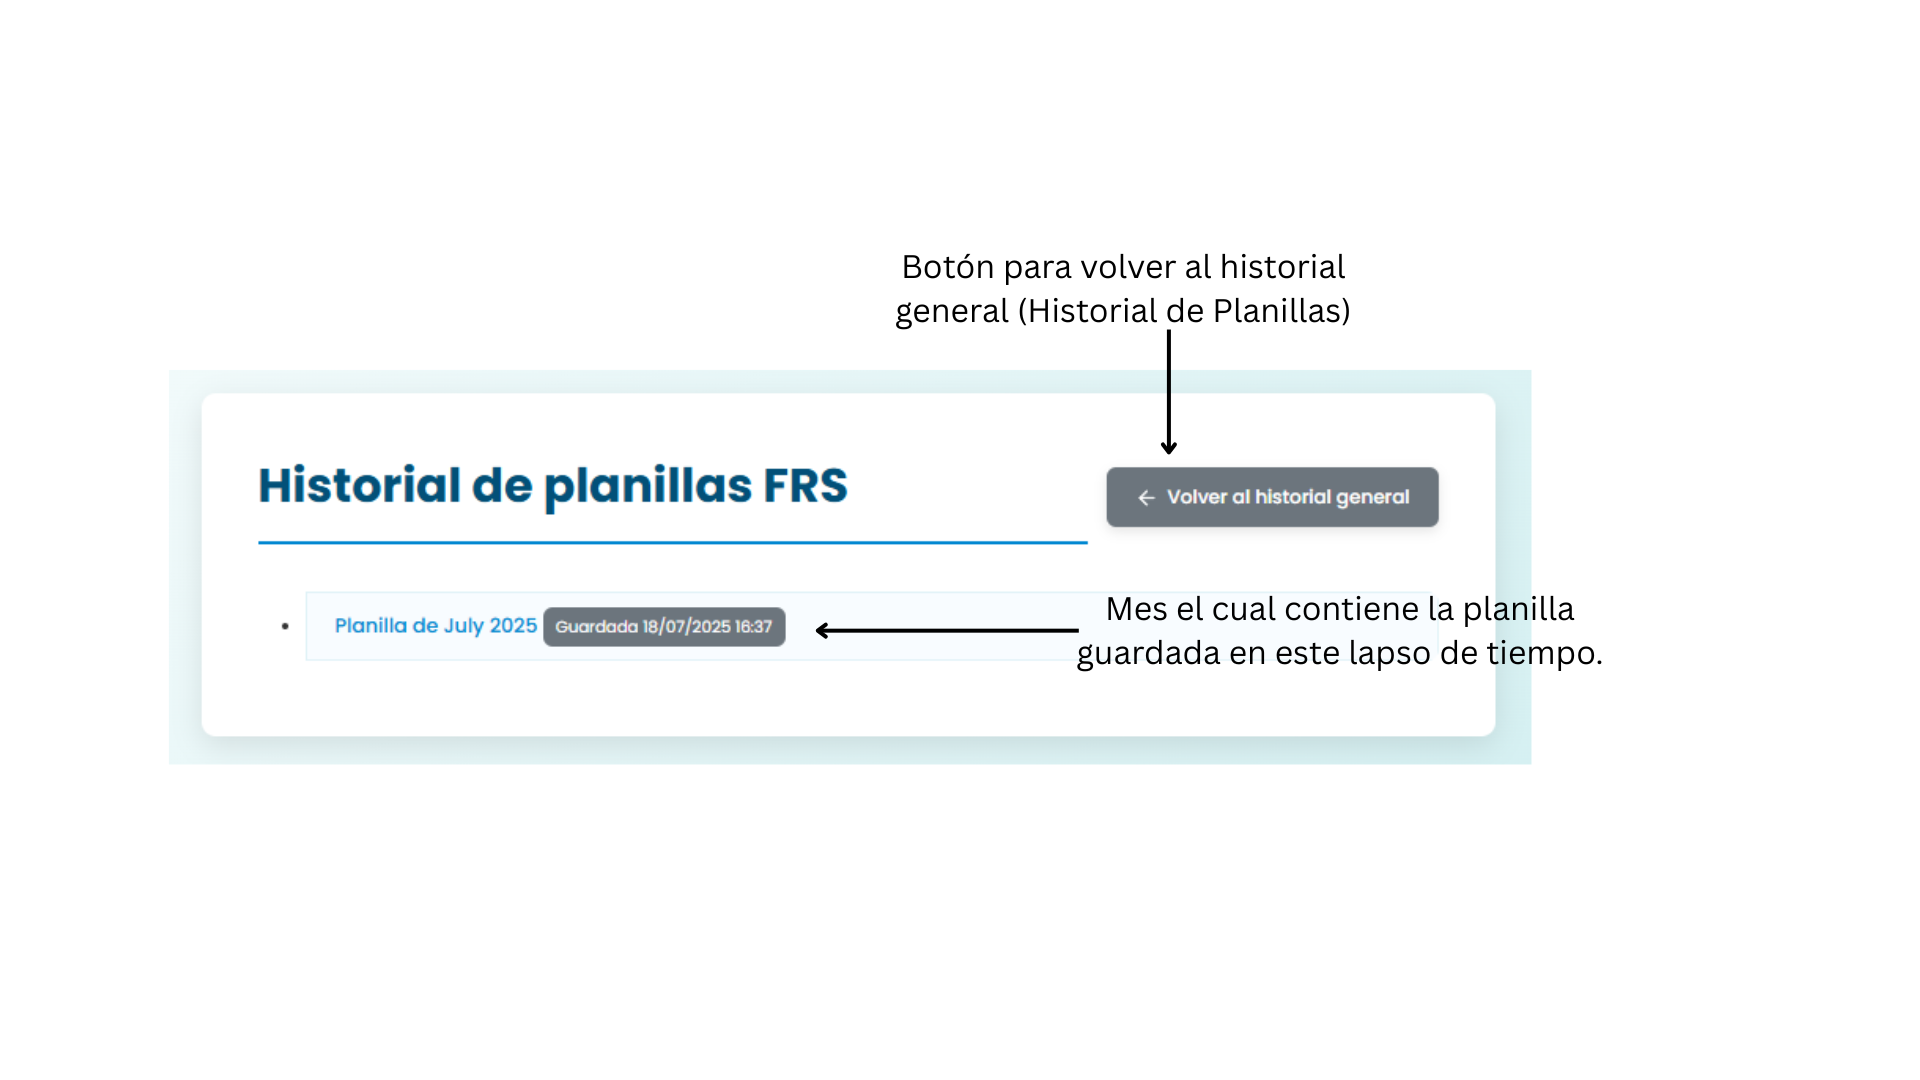 Botón para volver al historial
general (Historial de Planillas)
Historial de planillas FRS
← Volver al historial general
• Planilla de July 2025 Guardada 18/07/2025 16:37
Mes el cual contiene la planilla
guardada en este lapso de tiempo.